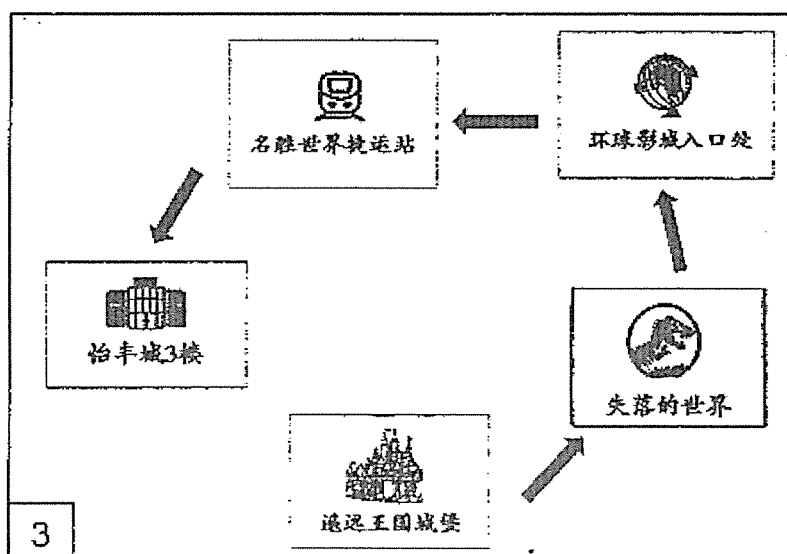 名胜世界捷运站
环球影城入口处
怡丰城3楼
失落的世界
遥远王国城堡
3